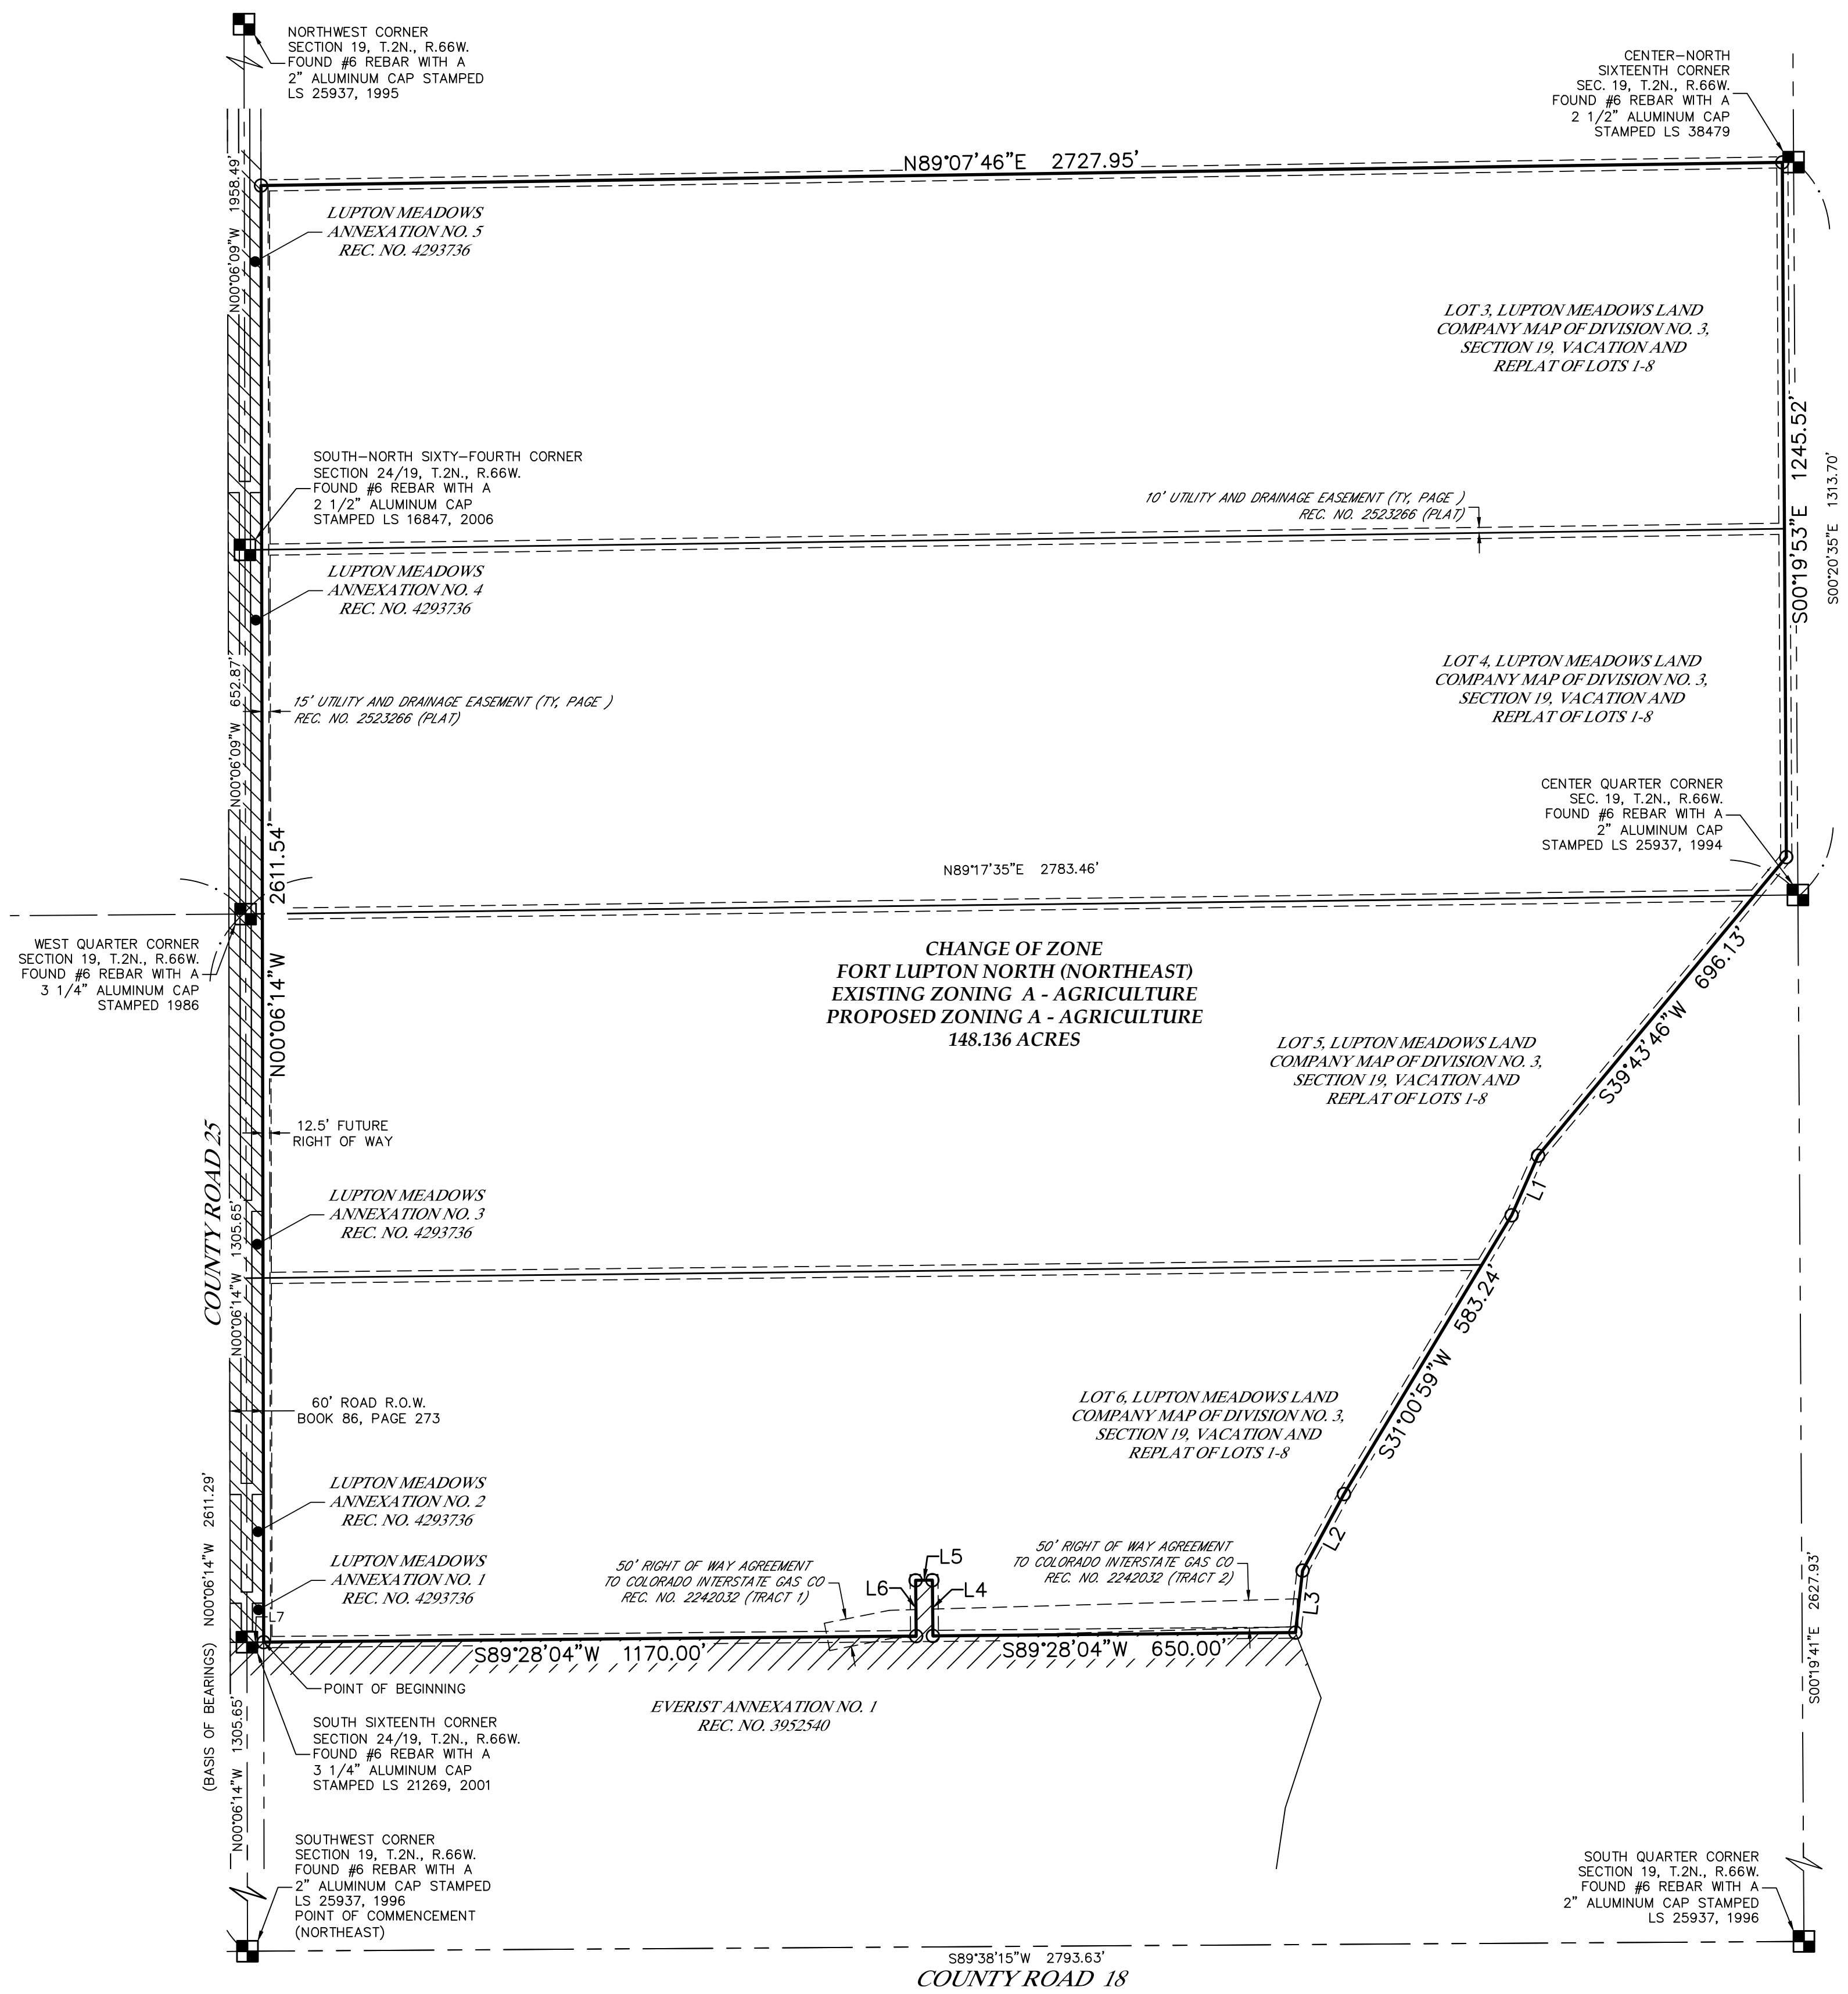 NORTHWEST CORNER
SECTION 19, T.2N., R.66W.
FOUND #6 REBAR WITH A
2" ALUMINUM CAP STAMPED
LS 25937, 1995
CENTER-NORTH
SIXTEENTH CORNER
SEC. 19, T.2N., R.66W.
FOUND #6 REBAR WITH A
2 1/2" ALUMINUM CAP
STAMPED LS 38479
N89°07'46"E 2727.95'
N00°06'09"W 1958.49'
LUPTON MEADOWS
ANNEXATION NO. 5
REC. NO. 4293736
LOT 3, LUPTON MEADOWS LAND
COMPANY MAP OF DIVISION NO. 3,
SECTION 19, VACATION AND
REPLAT OF LOTS 1-8
S00°19'53"E 1245.52'
S00°20'35"E 1313.70'
SOUTH-NORTH SIXTY-FOURTH CORNER
SECTION 24/19, T.2N., R.66W.
FOUND #6 REBAR WITH A
2 1/2" ALUMINUM CAP
STAMPED LS 16847, 2006
10' UTILITY AND DRAINAGE EASEMENT (TY, PAGE )
REC. NO. 2523266 (PLAT)
LUPTON MEADOWS
ANNEXATION NO. 4
REC. NO. 4293736
N00°06'09"W 652.87'
15' UTILITY AND DRAINAGE EASEMENT (TY, PAGE )
REC. NO. 2523266 (PLAT)
LOT 4, LUPTON MEADOWS LAND
COMPANY MAP OF DIVISION NO. 3,
SECTION 19, VACATION AND
REPLAT OF LOTS 1-8
CENTER QUARTER CORNER
SEC. 19, T.2N., R.66W.
FOUND #6 REBAR WITH A
2" ALUMINUM CAP
STAMPED LS 25937, 1994
N00°06'14"W 2611.54'
N89°17'35"E 2783.46'
WEST QUARTER CORNER
SECTION 19, T.2N., R.66W.
FOUND #6 REBAR WITH A
3 1/4" ALUMINUM CAP
STAMPED 1986
CHANGE OF ZONE
FORT LUPTON NORTH (NORTHEAST)
EXISTING ZONING A - AGRICULTURE
PROPOSED ZONING A - AGRICULTURE
148.136 ACRES
S39°43'46"W 696.13'
LOT 5, LUPTON MEADOWS LAND
COMPANY MAP OF DIVISION NO. 3,
SECTION 19, VACATION AND
REPLAT OF LOTS 1-8
12.5' FUTURE
RIGHT OF WAY
COUNTY ROAD 25
L1
LUPTON MEADOWS
ANNEXATION NO. 3
REC. NO. 4293736
N00°06'14"W 1305.65'
S31°00'59"W 583.24'
60' ROAD R.O.W.
BOOK 86, PAGE 273
LOT 6, LUPTON MEADOWS LAND
COMPANY MAP OF DIVISION NO. 3,
SECTION 19, VACATION AND
REPLAT OF LOTS 1-8
LUPTON MEADOWS
ANNEXATION NO. 2
REC. NO. 4293736
LUPTON MEADOWS
ANNEXATION NO. 1
REC. NO. 4293736
L7
50' RIGHT OF WAY AGREEMENT
TO COLORADO INTERSTATE GAS CO
REC. NO. 2242032 (TRACT 1)
L5
L6
L4
50' RIGHT OF WAY AGREEMENT
TO COLORADO INTERSTATE GAS CO
REC. NO. 2242032 (TRACT 2)
L2
L3
(BASIS OF BEARINGS) N00°06'14"W 2611.29'
S89°28'04"W 1170.00'
S89°28'04"W 650.00'
S00°19'41"E 2627.93'
POINT OF BEGINNING
EVERIST ANNEXATION NO. 1
REC. NO. 3952540
SOUTH SIXTEENTH CORNER
SECTION 24/19, T.2N., R.66W.
FOUND #6 REBAR WITH A
3 1/4" ALUMINUM CAP
STAMPED LS 21269, 2001
N00°06'14"W 1305.65'
SOUTHWEST CORNER
SECTION 19, T.2N., R.66W.
FOUND #6 REBAR WITH A
2" ALUMINUM CAP STAMPED
LS 25937, 1996
POINT OF COMMENCEMENT
(NORTHEAST)
SOUTH QUARTER CORNER
SECTION 19, T.2N., R.66W.
FOUND #6 REBAR WITH A
2" ALUMINUM CAP STAMPED
LS 25937, 1996
S89°38'15"W 2793.63'
COUNTY ROAD 18